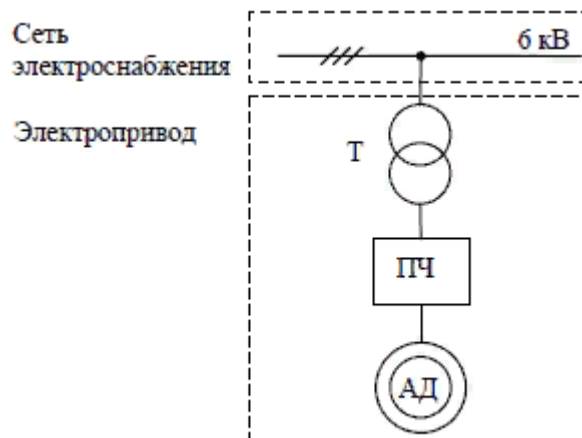 Сеть
электроснабжения
6 кВ
Электропривод
Т
ПЧ
АД